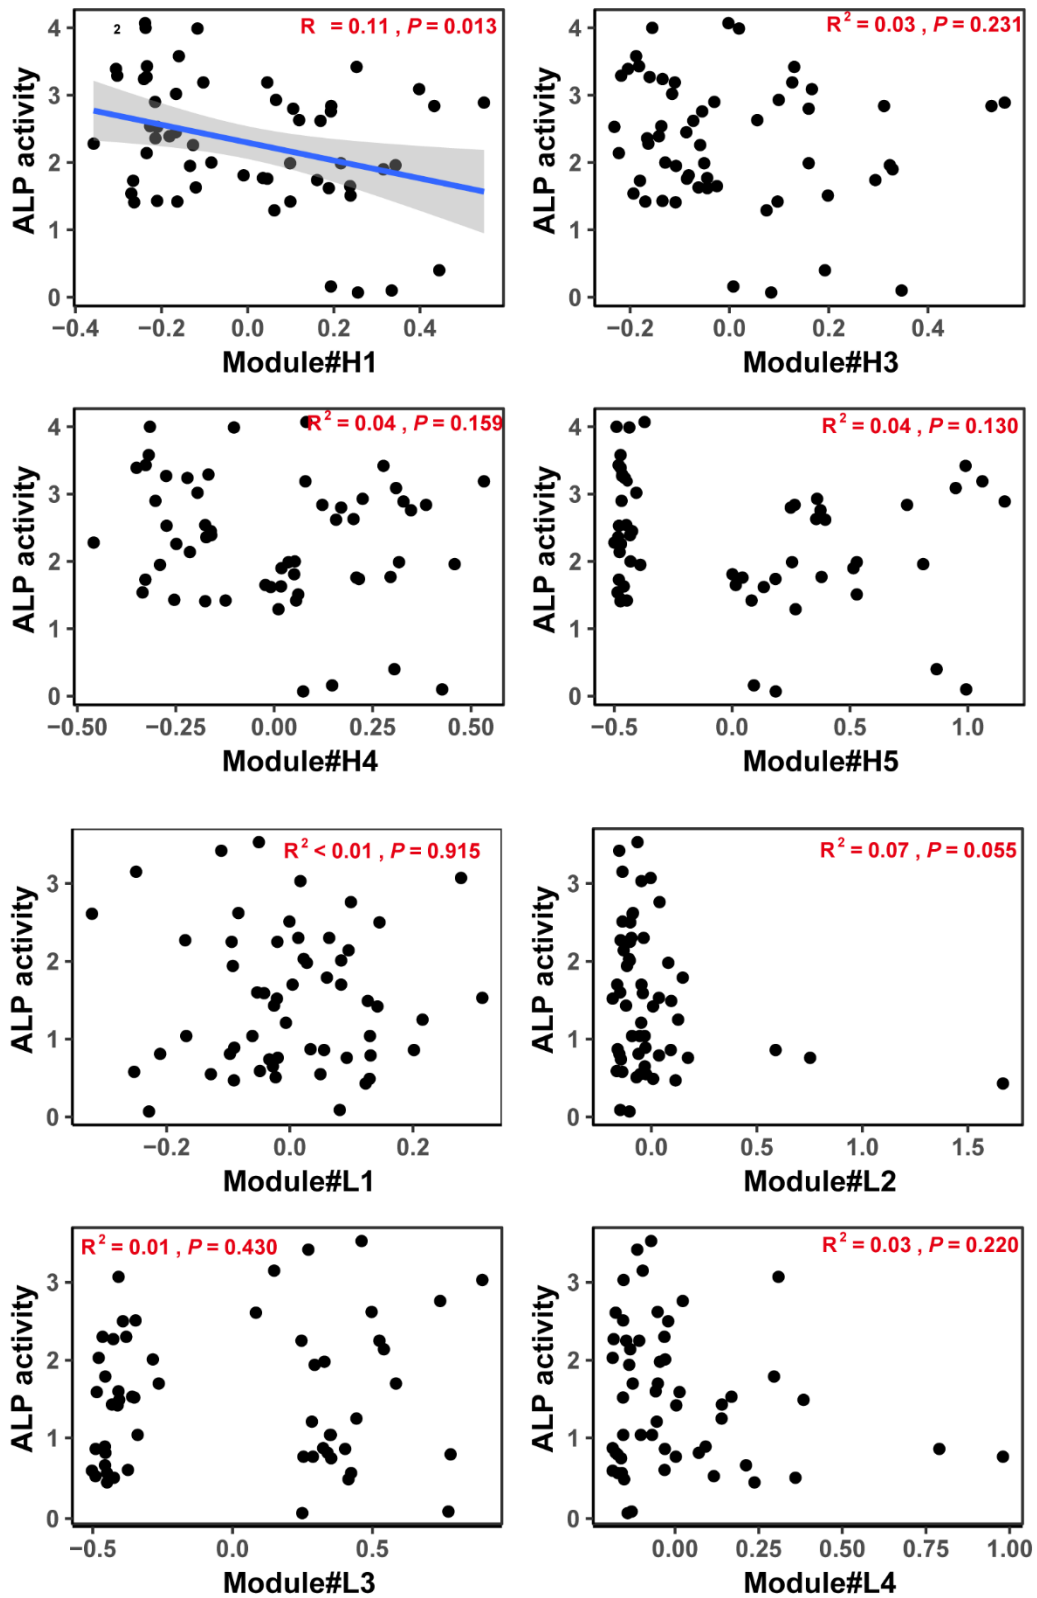 R = 0.11 , P = 0.013
2
ALP activity
4
3
2
1
0
−0.4 −0.2 0.0 0.2 0.4
Module#H1
R² = 0.03 , P = 0.231
ALP activity
4
3
2
1
0
−0.2 0.0 0.2 0.4
Module#H3
R² = 0.04 , P = 0.159
ALP activity
4
3
2
1
0
−0.50 −0.25 0.00 0.25 0.50
Module#H4
R² = 0.04 , P = 0.130
ALP activity
4
3
2
1
0
−0.5 0.0 0.5 1.0
Module#H5
R² < 0.01 , P = 0.915
ALP activity
3
2
1
0
−0.2 0.0 0.2
Module#L1
R² = 0.07 , P = 0.055
ALP activity
3
2
1
0
0.0 0.5 1.0 1.5
Module#L2
R² = 0.01 , P = 0.430
ALP activity
3
2
1
0
−0.5 0.0 0.5
Module#L3
R² = 0.03 , P = 0.220
ALP activity
3
2
1
0
0.00 0.25 0.50 0.75 1.00
Module#L4